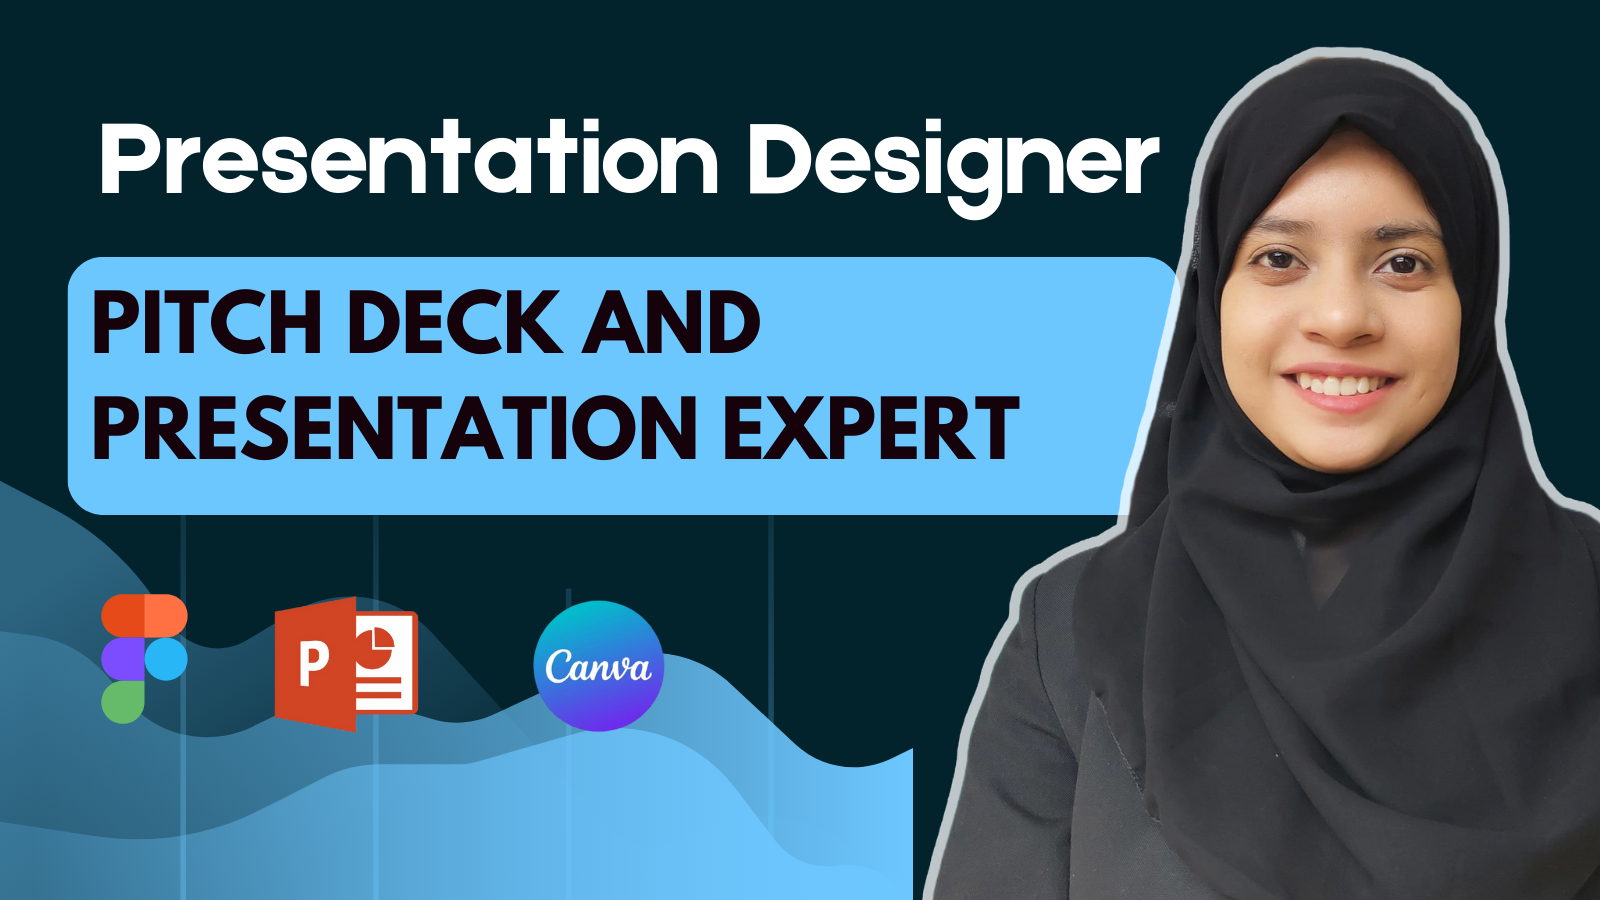 Presentation Designer
PITCH DECK AND
PRESENTATION EXPERT
P
Canva